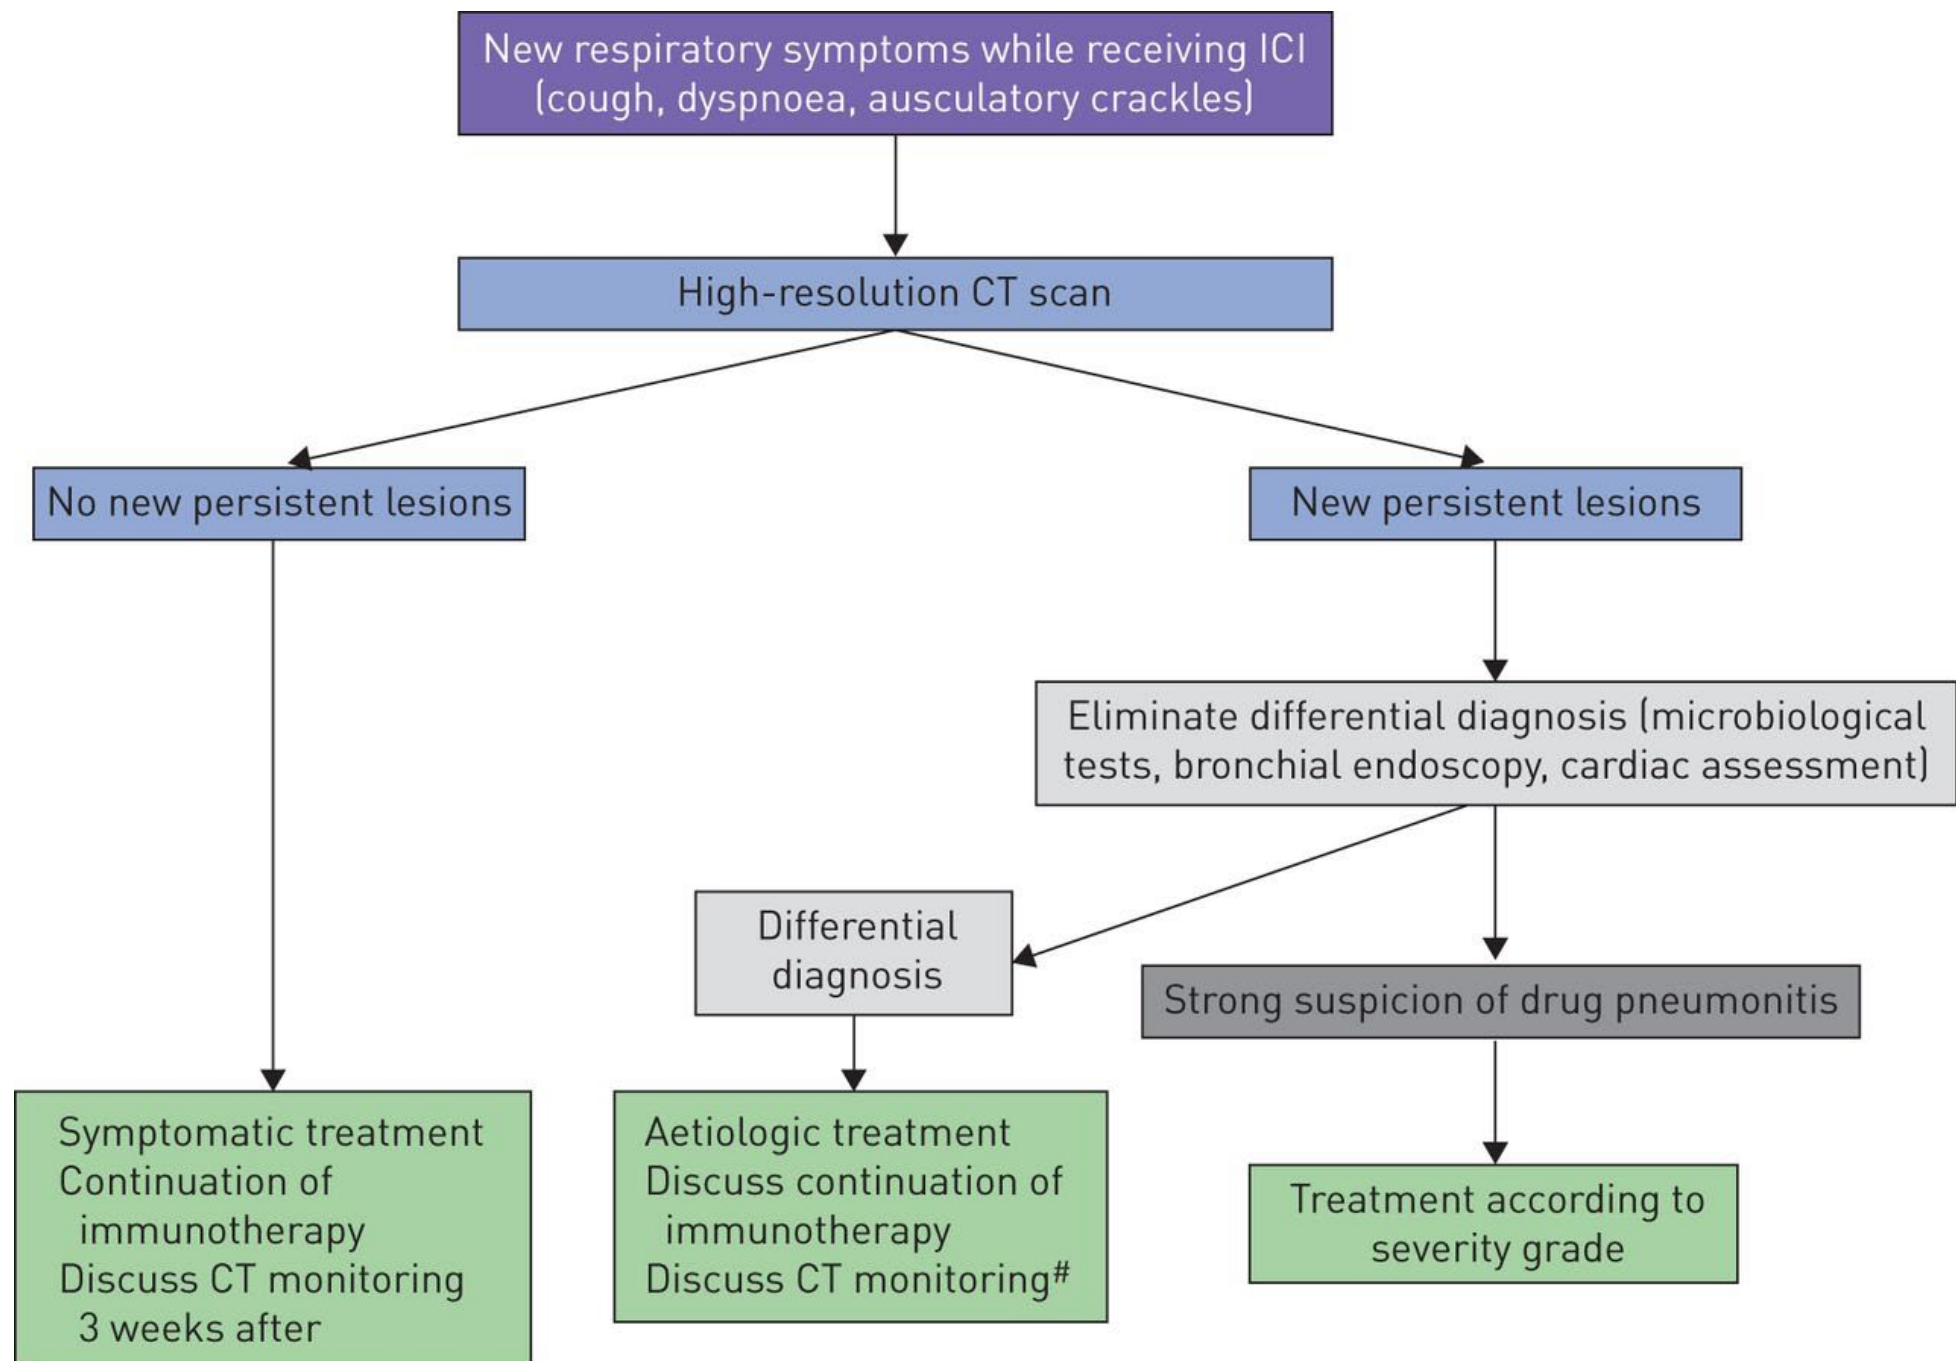 New respiratory symptoms while receiving ICI
(cough, dyspnoea, ausculatory crackles)
High-resolution CT scan
No new persistent lesions
New persistent lesions
Eliminate differential diagnosis (microbiological
tests, bronchial endoscopy, cardiac assessment)
Differential
diagnosis
Strong suspicion of drug pneumonitis
Symptomatic treatment
Continuation of
immunotherapy
Discuss CT monitoring
3 weeks after
Aetiologic treatment
Discuss continuation of
immunotherapy
Discuss CT monitoring#
Treatment according to
severity grade